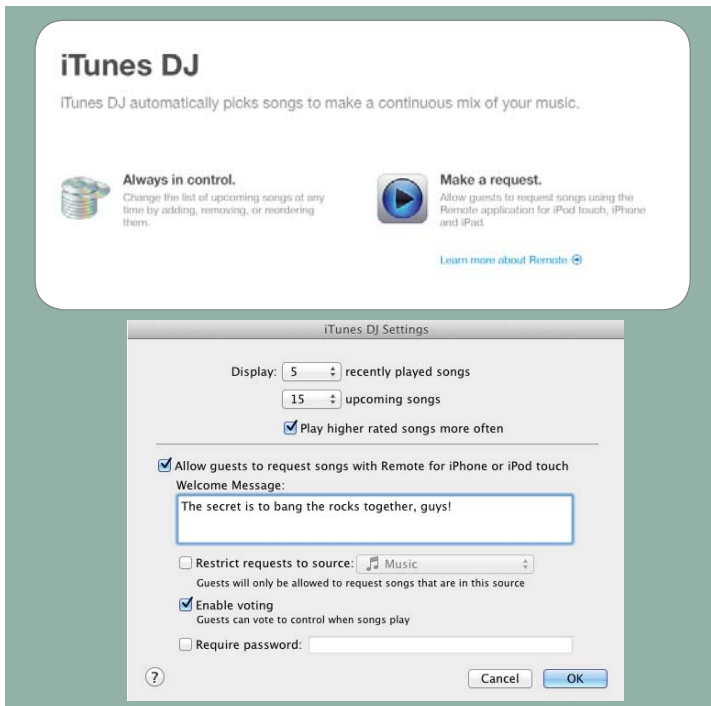 iTunes DJ
iTunes DJ automatically picks songs to make a continuous mix of your music.
Always in control.
Change the list of upcoming songs at any
time by adding, removing, or reordering
them.
Make a request.
Allow guests to request songs using the
Remote application for iPod touch, iPhone
and iPad.
Learn more about Remote
iTunes DJ Settings
Display: 5 recently played songs
15 upcoming songs
Play higher rated songs more often
Allow guests to request songs with Remote for iPhone or iPod touch
Welcome Message:
The secret is to bang the rocks together, guys!
Restrict requests to source: Music
Guests will only be allowed to request songs that are in this source
Enable voting
Guests can vote to control when songs play
Require password:
? Cancel OK